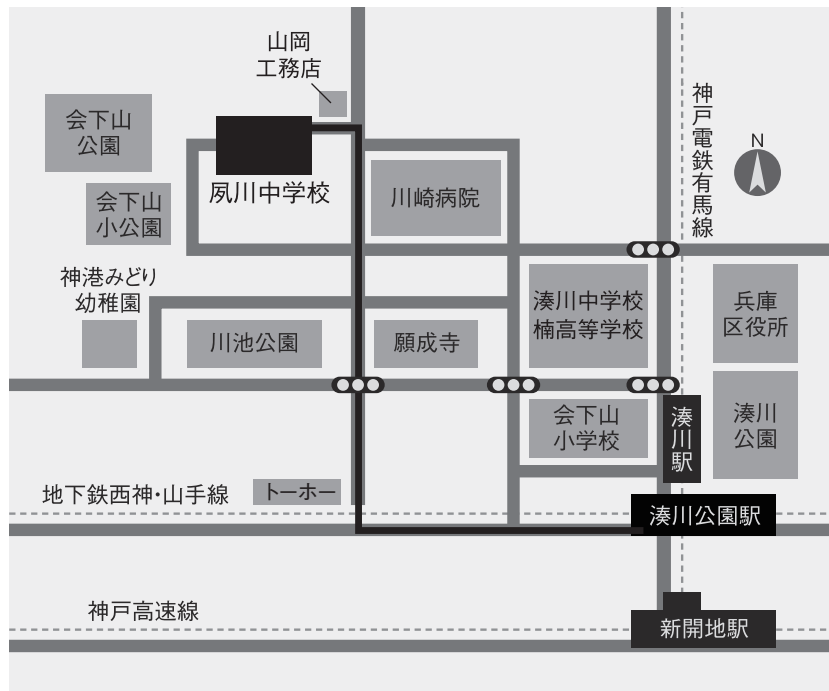 山岡
工務店
会下山
公園
夙川中学校
会下山
小公園
川崎病院
神戸電鉄有馬線
N
神港みどり
幼稚園
川池公園
願成寺
湊川中学校
楠高等学校
兵庫
区役所
会下山
小学校
湊川駅
湊川
公園
地下鉄西神・山手線
トーホー
湊川公園駅
神戸高速線
新開地駅